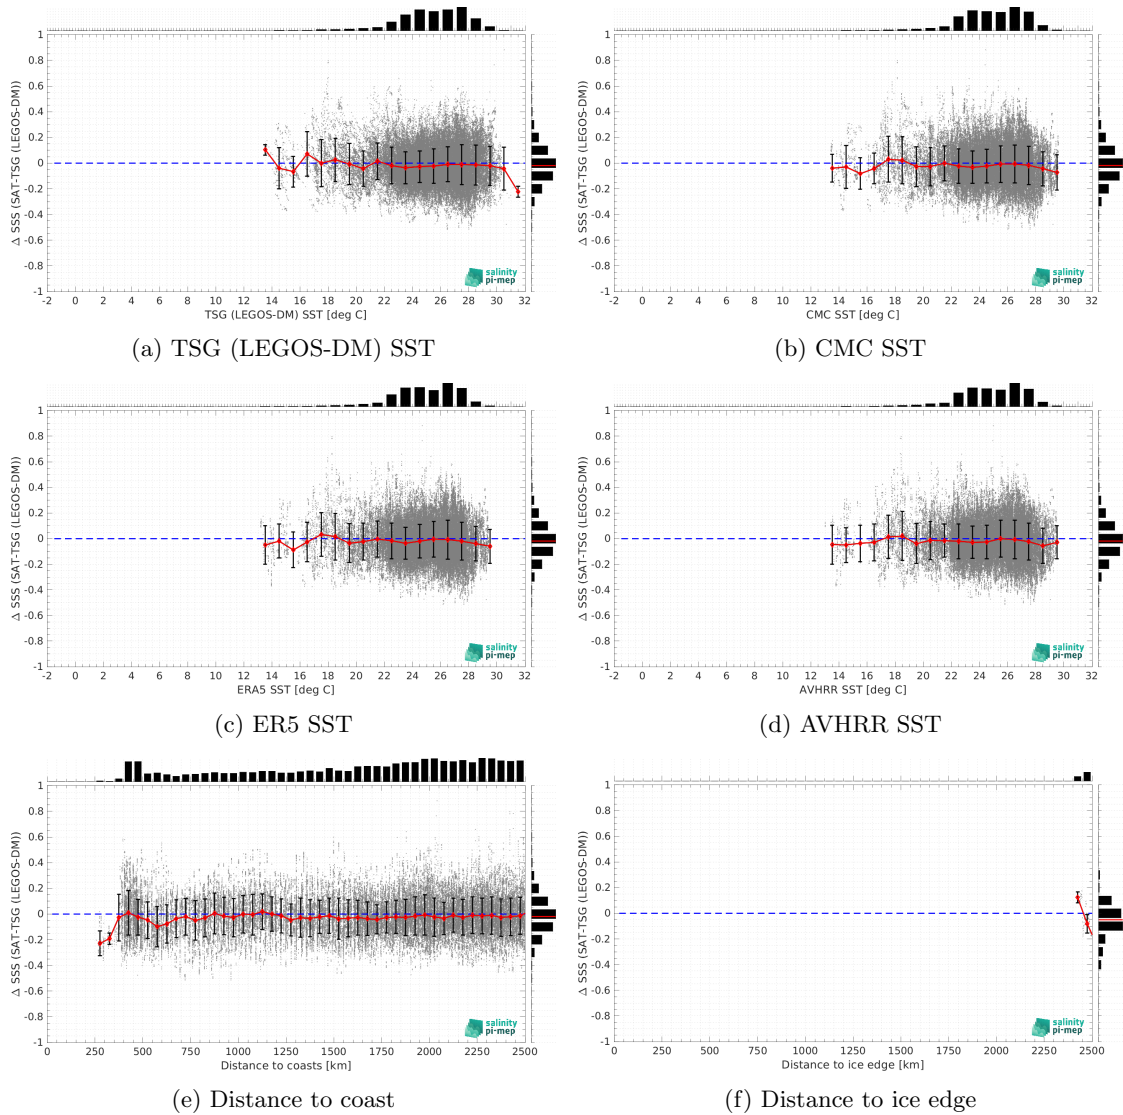 1
0.8
0.6
0.4
0.2
0
-0.2
-0.4
-0.6
-0.8
-1
Δ SSS (SAT-TSG (LEGOS-DM))
salinity
pi-mep
-2 0 2 4 6 8 10 12 14 16 18 20 22 24 26 28 30 32
TSG (LEGOS-DM) SST [deg C]
(a) TSG (LEGOS-DM) SST
1
0.8
0.6
0.4
0.2
0
-0.2
-0.4
-0.6
-0.8
-1
Δ SSS (SAT-TSG (LEGOS-DM))
salinity
pi-mep
-2 0 2 4 6 8 10 12 14 16 18 20 22 24 26 28 30 32
CMC SST [deg C]
(b) CMC SST
1
0.8
0.6
0.4
0.2
0
-0.2
-0.4
-0.6
-0.8
-1
Δ SSS (SAT-TSG (LEGOS-DM))
salinity
pi-mep
-2 0 2 4 6 8 10 12 14 16 18 20 22 24 26 28 30 32
ERA5 SST [deg C]
(c) ER5 SST
1
0.8
0.6
0.4
0.2
0
-0.2
-0.4
-0.6
-0.8
-1
Δ SSS (SAT-TSG (LEGOS-DM))
salinity
pi-mep
-2 0 2 4 6 8 10 12 14 16 18 20 22 24 26 28 30 32
AVHRR SST [deg C]
(d) AVHRR SST
1
0.8
0.6
0.4
0.2
0
-0.2
-0.4
-0.6
-0.8
-1
Δ SSS (SAT-TSG (LEGOS-DM))
salinity
pi-mep
0 250 500 750 1000 1250 1500 1750 2000 2250 2500
Distance to coasts [km]
(e) Distance to coast
1
0.8
0.6
0.4
0.2
0
-0.2
-0.4
-0.6
-0.8
-1
Δ SSS (SAT-TSG (LEGOS-DM))
salinity
pi-mep
0 250 500 750 1000 1250 1500 1750 2000 2250 2500
Distance to ice edge [km]
(f) Distance to ice edge